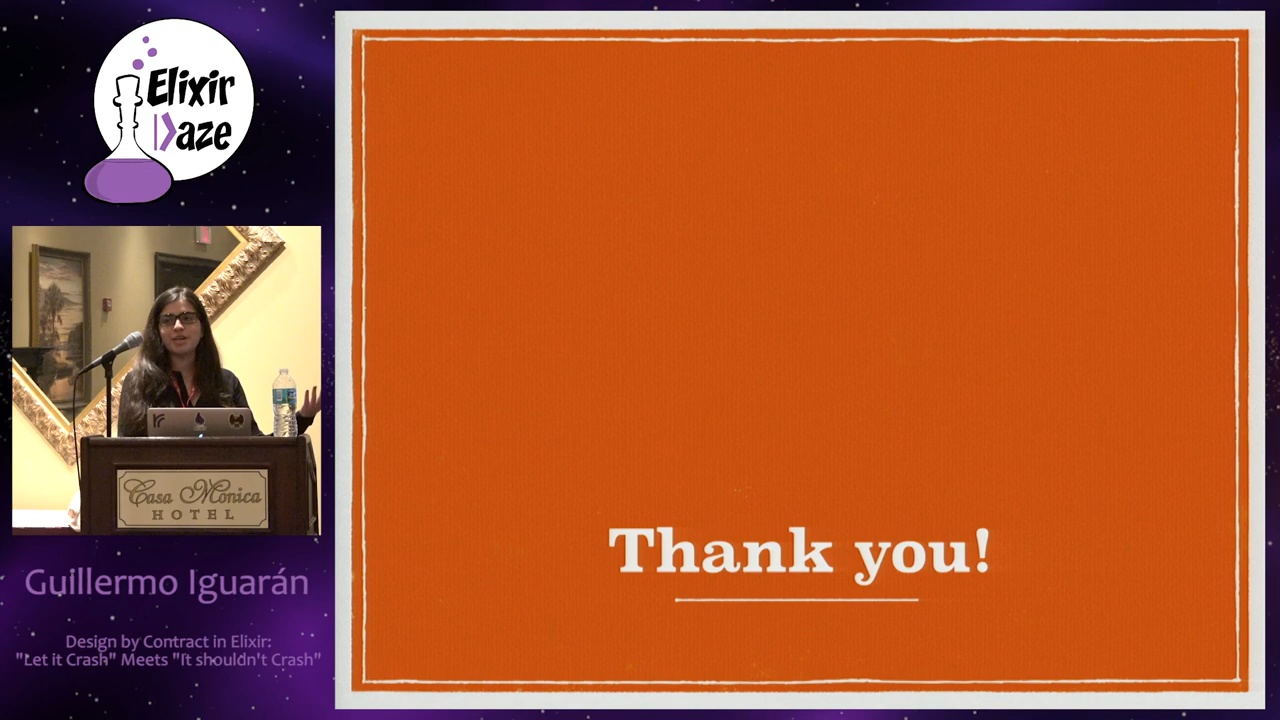 Elixir
|>aze
Casa Monica
HOTEL
Guillermo Iguarán
Design by Contract in Elixir:
"Let it Crash" Meets "It shouldn't Crash"
Thank you!